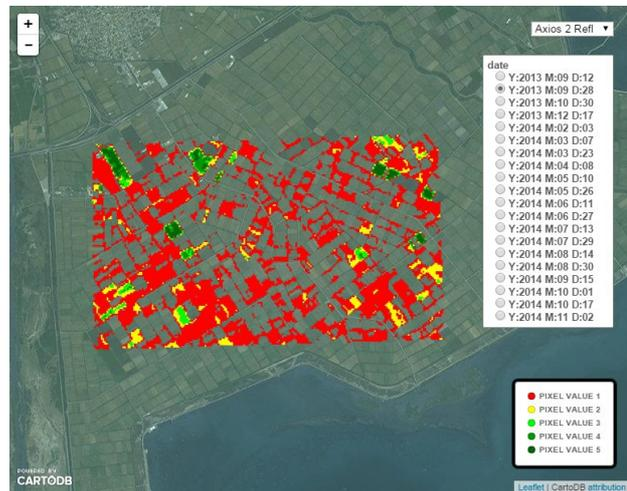 +
−
Axios 2 Refl
date
Y:2013 M:09 D:12
Y:2013 M:09 D:28
Y:2013 M:10 D:30
Y:2013 M:12 D:17
Y:2014 M:02 D:03
Y:2014 M:03 D:07
Y:2014 M:03 D:23
Y:2014 M:04 D:08
Y:2014 M:05 D:10
Y:2014 M:05 D:26
Y:2014 M:06 D:11
Y:2014 M:06 D:27
Y:2014 M:07 D:13
Y:2014 M:07 D:29
Y:2014 M:08 D:14
Y:2014 M:08 D:30
Y:2014 M:09 D:15
Y:2014 M:10 D:01
Y:2014 M:10 D:17
Y:2014 M:11 D:02
PIXEL VALUE 1
PIXEL VALUE 2
PIXEL VALUE 3
PIXEL VALUE 4
PIXEL VALUE 5
POWERED BY
CARTODB
Leaflet | CartoDB attribution